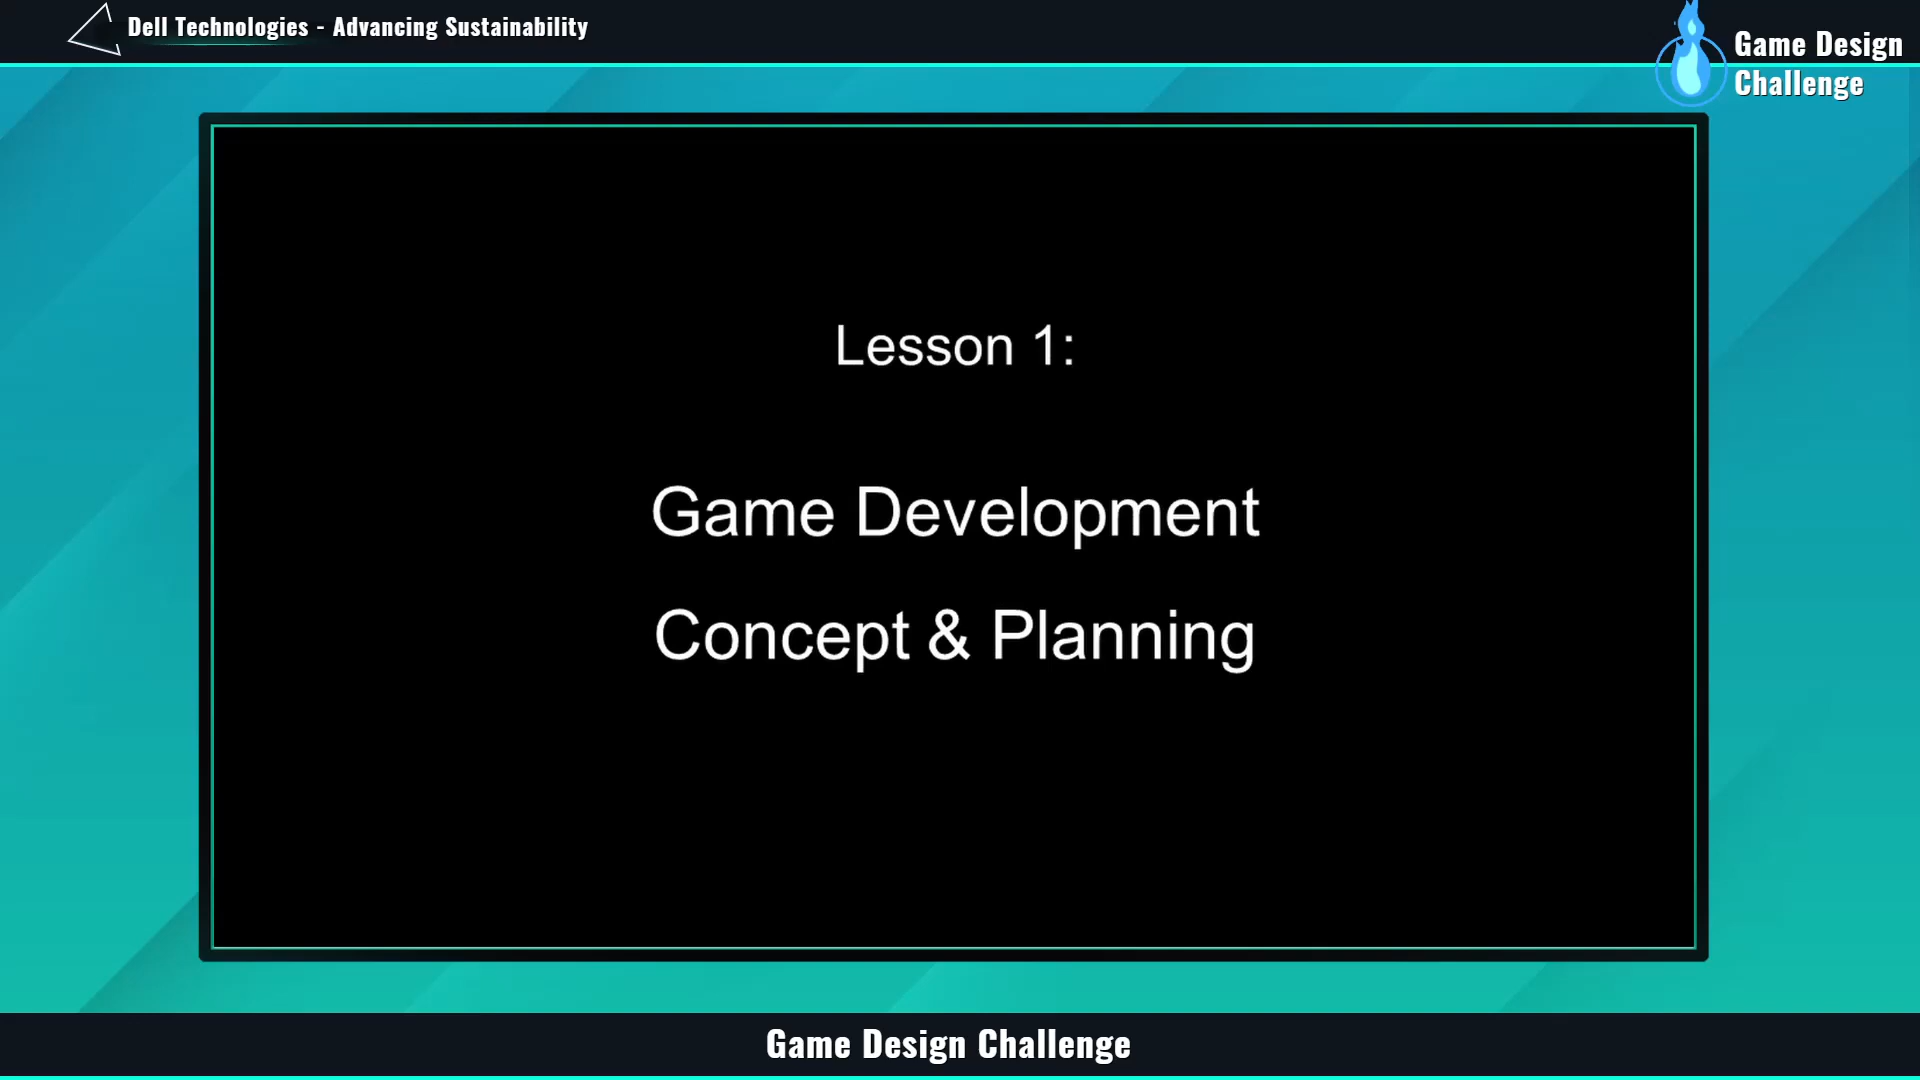 Dell Technologies - Advancing Sustainability
Game Design
Challenge
Lesson 1:
Game Development
Concept & Planning
Game Design Challenge